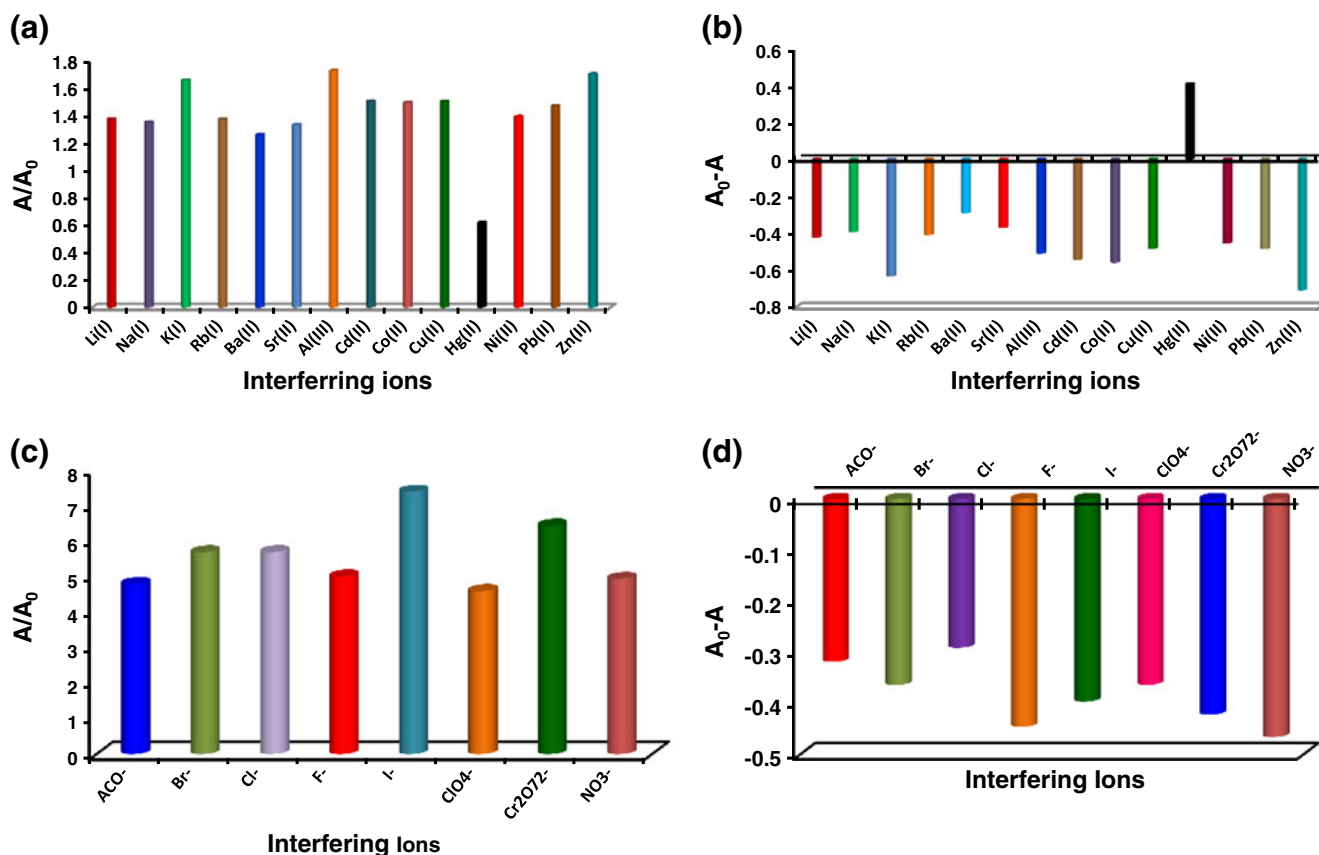 (a)
A/A0
1.8
1.6
1.4
1.2
1
0.8
0.6
0.4
0.2
0
Li(I) Na(I) K(I) Rb(I) Ba(II) Sr(II) Al(III) Cd(II) Co(II) Cu(II) Hg(II) Ni(II) Pb(II) Zn(II)
Interferring ions
(b)
A0-A
0.6
0.4
0.2
0
-0.2
-0.4
-0.6
-0.8
Li(I) Na(I) K(I) Rb(I) Ba(II) Sr(II) Al(III) Cd(II) Co(II) Cu(II) Hg(II) Ni(II) Pb(II) Zn(II)
Interferring ions
(c)
A/A0
8
7
6
5
4
3
2
1
0
ACO- Br- Cl- F- I- ClO4- Cr2O72- NO3-
Interfering Ions
(d)
ACO- Br- Cl- F- I- ClO4- Cr2O72- NO3-
A0-A
0
-0.1
-0.2
-0.3
-0.4
-0.5
Interfering Ions